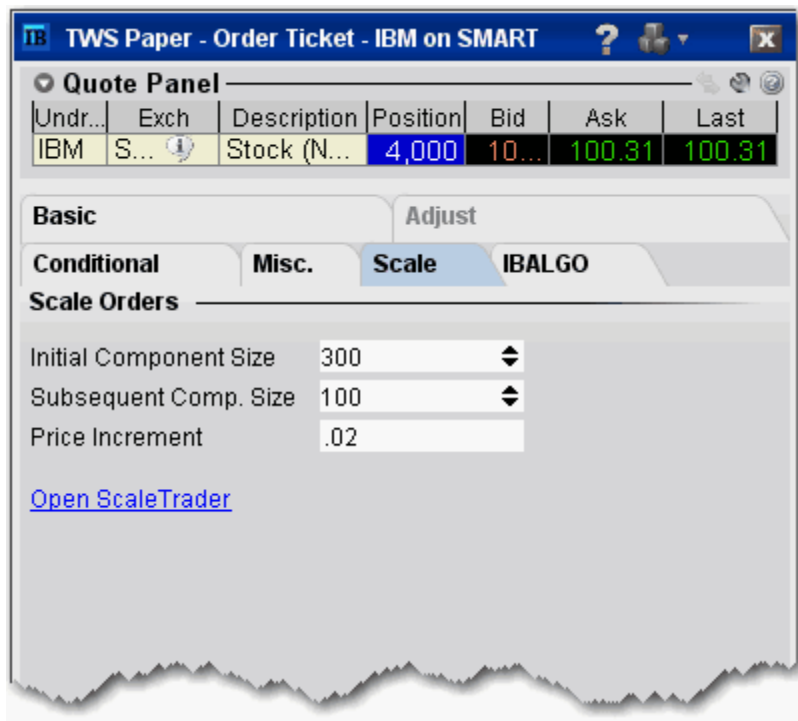 IB TWS Paper - Order Ticket - IBM on SMART ? x
Quote Panel
Undr... Exch Description Position Bid Ask Last
IBM S... Stock (N... 4,000 10... 100.31 100.31
Basic Adjust
Conditional Misc. Scale IBALGO
Scale Orders
Initial Component Size 300
Subsequent Comp. Size 100
Price Increment .02
Open ScaleTrader